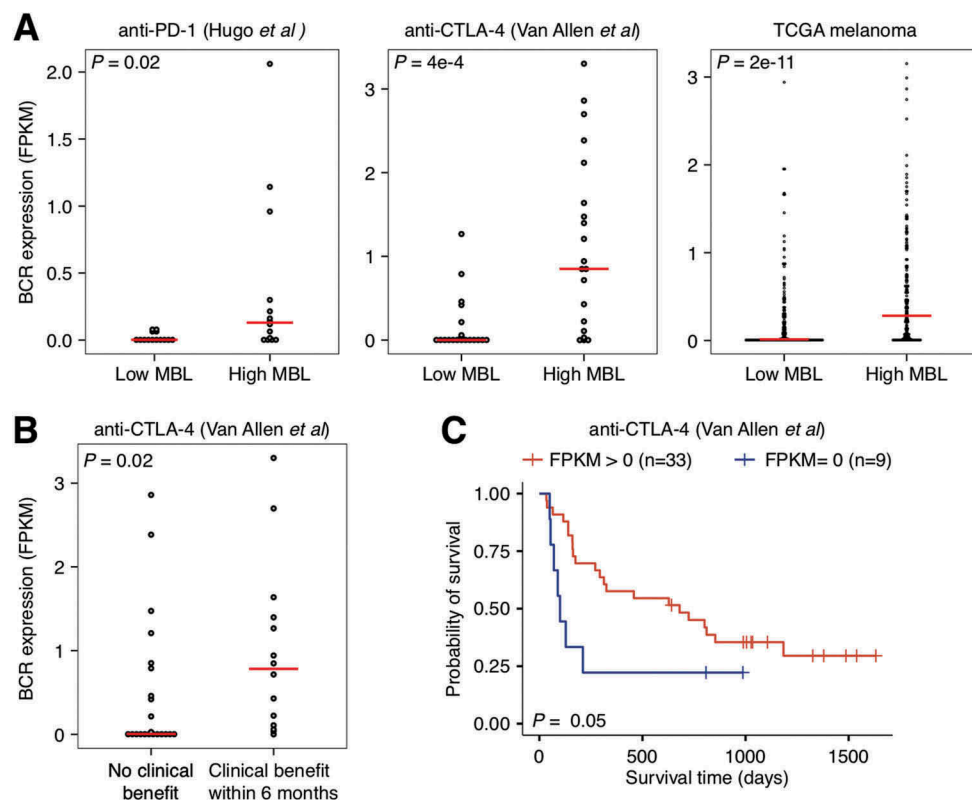 A
anti-PD-1 (Hugo et al )
anti-CTLA-4 (Van Allen et al)
TCGA melanoma
BCR expression (FPKM)
P = 0.02
2.0
1.5
1.0
0.5
0.0
Low MBL High MBL
P = 4e-4
3
2
1
0
Low MBL High MBL
P = 2e-11
3
2
1
0
Low MBL High MBL
B
anti-CTLA-4 (Van Allen et al)
BCR expression (FPKM)
P = 0.02
3
2
1
0
No clinical
benefit
Clinical benefit
within 6 months
C
anti-CTLA-4 (Van Allen et al)
FPKM > 0 (n=33) FPKM= 0 (n=9)
Probability of survival
1.00
0.75
0.50
0.25
0.00
P = 0.05
0 500 1000 1500
Survival time (days)